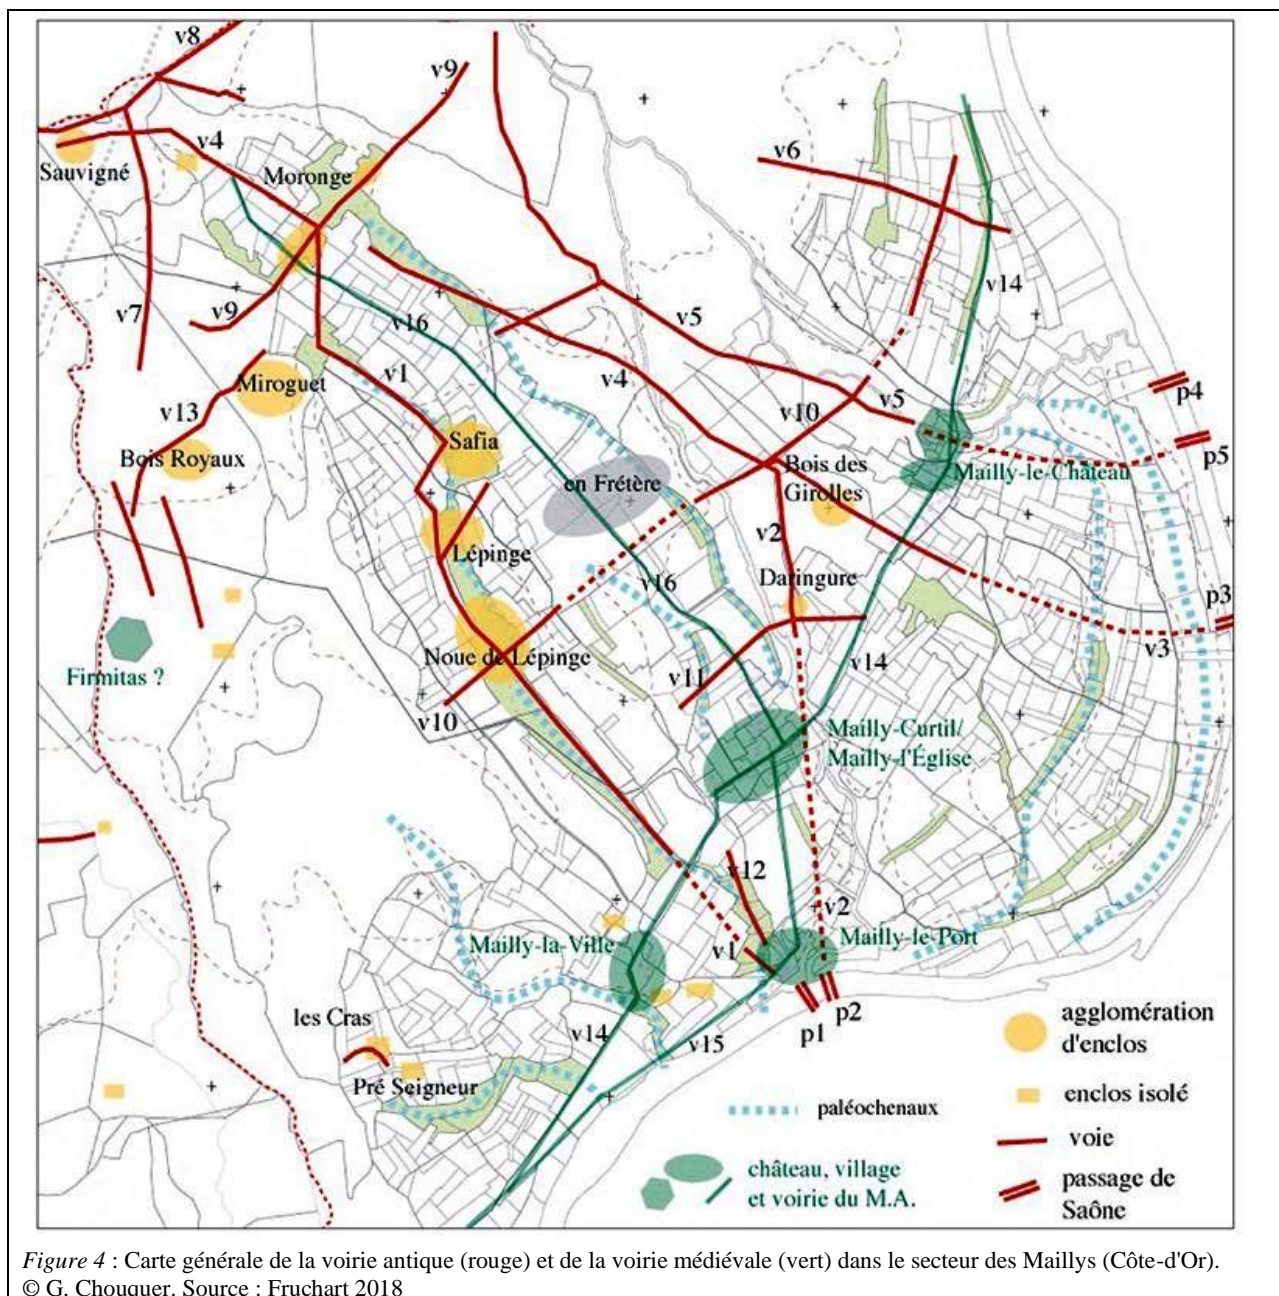 v8
v9
v4
v6
Sauvigné
Moronge
v14
v7
v9
v16
v5
v1
v4
p4
Miroguet
v13
v10
v5
Safia
p5
Bois Royaux
Bois des
Girolles
Mailly-le-Château
en Frétère
v2
Lépinge
v16
Daringure
p3
Firmitas ?
Noue de Lépinge
v11
v14
v3
v10
Mailly-Curtil/
Mailly-l'Église
v12
v2
Mailly-la-Ville
v1
Mailly-le-Port
les Cras
p2
p1
v14
v15
Pré Seigneur
agglomération
d'enclos
enclos isolé
paléochenaux
voie
château, village
et voirie du M.A.
passage de
Saône
Figure 4 : Carte générale de la voirie antique (rouge) et de la voirie médiévale (vert) dans le secteur des Maillys (Côte-d'Or).
© G. Chouquer. Source : Fruchart 2018